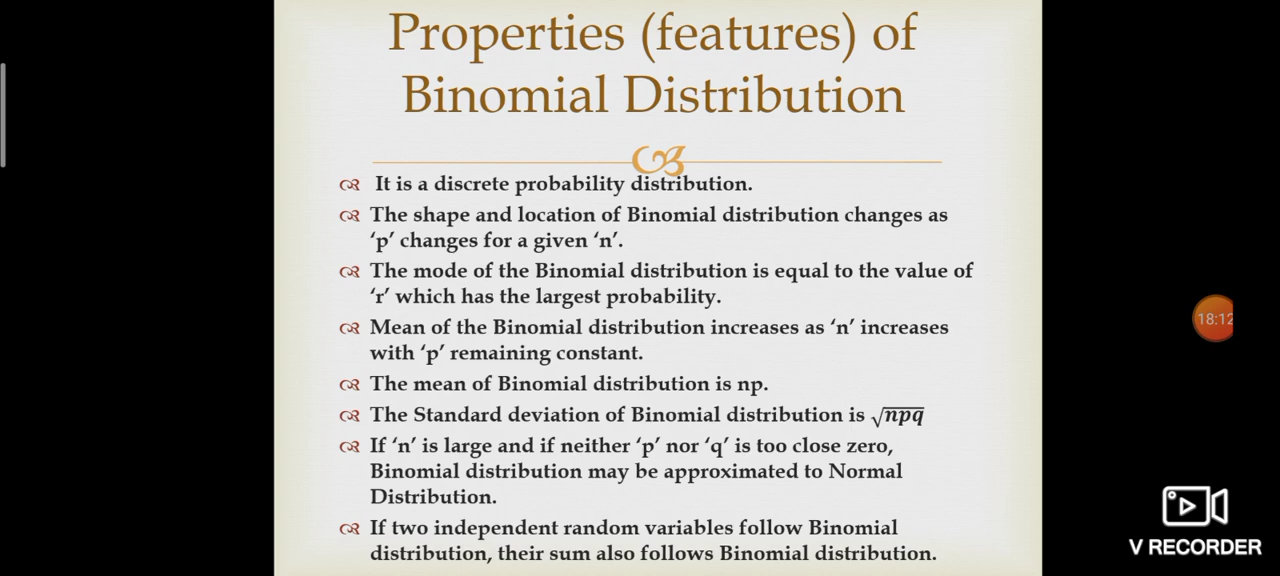 Properties (features) of
Binomial Distribution
It is a discrete probability distribution.
The shape and location of Binomial distribution changes as
‘p’ changes for a given ‘n’.
The mode of the Binomial distribution is equal to the value of
‘r’ which has the largest probability.
Mean of the Binomial distribution increases as ‘n’ increases
with ‘p’ remaining constant.
The mean of Binomial distribution is np.
The Standard deviation of Binomial distribution is √npq
If ‘n’ is large and if neither ‘p’ nor ‘q’ is too close zero,
Binomial distribution may be approximated to Normal
Distribution.
If two independent random variables follow Binomial
distribution, their sum also follows Binomial distribution.
18:12
V RECORDER